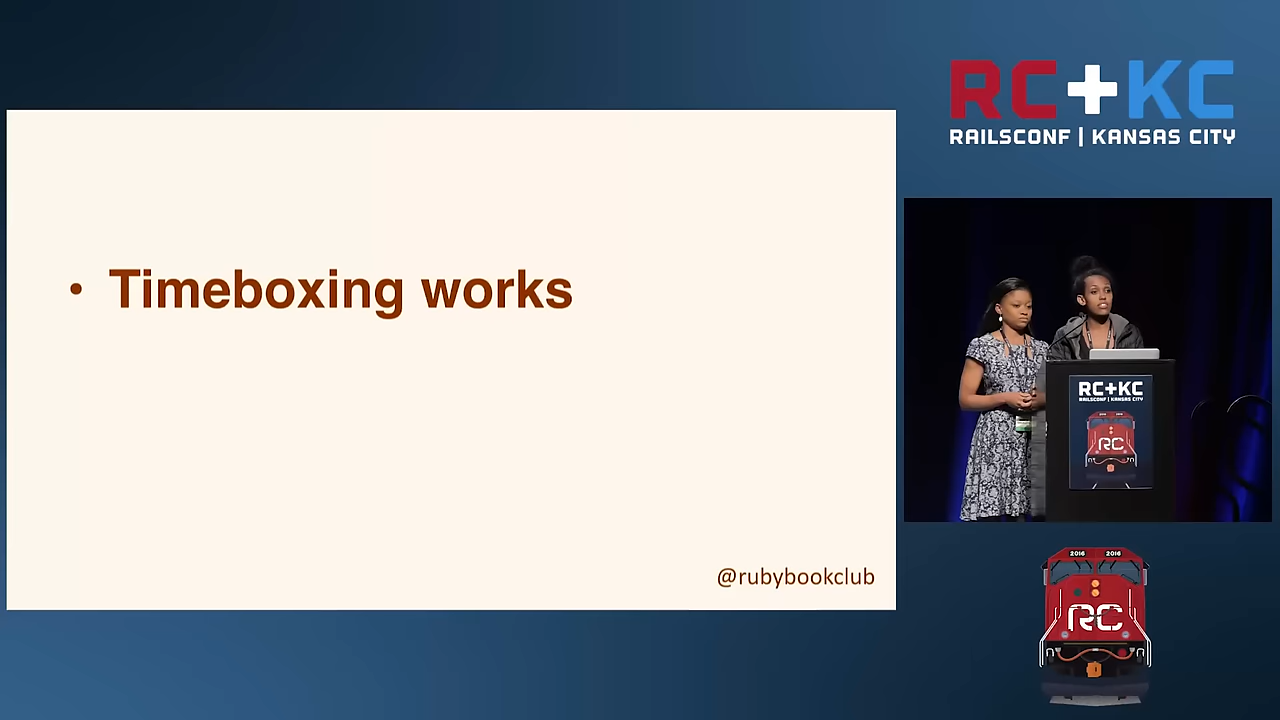 RC+KC
RAILSCONF | KANSAS CITY
• Timeboxing works
@rubybookclub
RC+KC
RAILSCONF | KANSAS CITY
RC
2016 2016
RC